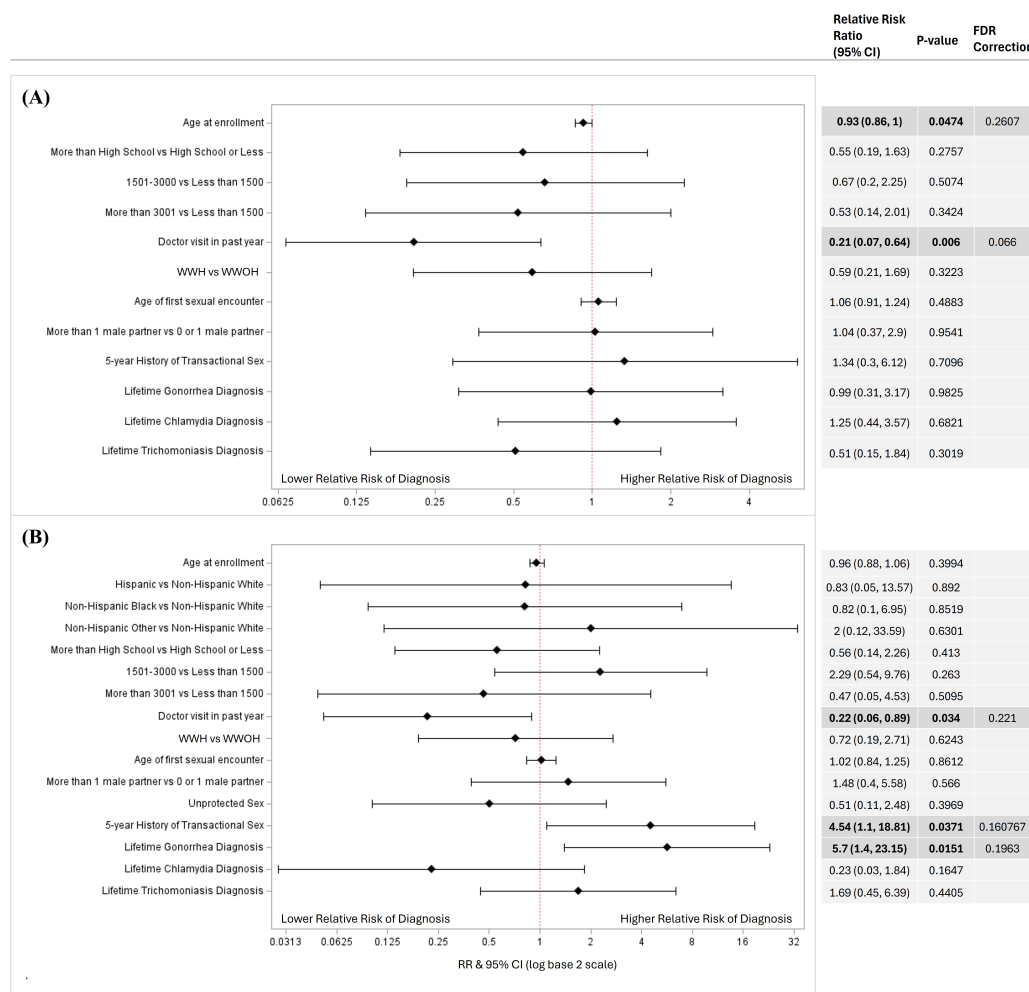 Relative Risk
Ratio
(95% CI)
P-value
FDR
Correction
(A)
Age at enrollment 0.93 (0.86, 1) 0.0474 0.2607
More than High School vs High School or Less 0.55 (0.19, 1.63) 0.2757
1501-3000 vs Less than 1500 0.67 (0.2, 2.25) 0.5074
More than 3001 vs Less than 1500 0.53 (0.14, 2.01) 0.3424
Doctor visit in past year 0.21 (0.07, 0.64) 0.006 0.066
WWH vs WWOH 0.59 (0.21, 1.69) 0.3223
Age of first sexual encounter 1.06 (0.91, 1.24) 0.4883
More than 1 male partner vs 0 or 1 male partner 1.04 (0.37, 2.9) 0.9541
5-year History of Transactional Sex 1.34 (0.3, 6.12) 0.7096
Lifetime Gonorrhea Diagnosis 0.99 (0.31, 3.17) 0.9825
Lifetime Chlamydia Diagnosis 1.25 (0.44, 3.57) 0.6821
Lifetime Trichomoniasis Diagnosis 0.51 (0.15, 1.84) 0.3019
Lower Relative Risk of Diagnosis Higher Relative Risk of Diagnosis
0.0625 0.125 0.25 0.5 1 2 4
(B)
Age at enrollment 0.96 (0.88, 1.06) 0.3994
Hispanic vs Non-Hispanic White 0.83 (0.05, 13.57) 0.892
Non-Hispanic Black vs Non-Hispanic White 0.82 (0.1, 6.95) 0.8519
Non-Hispanic Other vs Non-Hispanic White 2 (0.12, 33.59) 0.6301
More than High School vs High School or Less 0.56 (0.14, 2.26) 0.413
1501-3000 vs Less than 1500 2.29 (0.54, 9.76) 0.263
More than 3001 vs Less than 1500 0.47 (0.05, 4.53) 0.5095
Doctor visit in past year 0.22 (0.06, 0.89) 0.034 0.221
WWH vs WWOH 0.72 (0.19, 2.71) 0.6243
Age of first sexual encounter 1.02 (0.84, 1.25) 0.8612
More than 1 male partner vs 0 or 1 male partner 1.48 (0.4, 5.58) 0.566
Unprotected Sex 0.51 (0.11, 2.48) 0.3969
5-year History of Transactional Sex 4.54 (1.1, 18.81) 0.0371 0.160767
Lifetime Gonorrhea Diagnosis 5.7 (1.4, 23.15) 0.0151 0.1963
Lifetime Chlamydia Diagnosis 0.23 (0.03, 1.84) 0.1647
Lifetime Trichomoniasis Diagnosis 1.69 (0.45, 6.39) 0.4405
Lower Relative Risk of Diagnosis Higher Relative Risk of Diagnosis
0.0313 0.0625 0.125 0.25 0.5 1 2 4 8 16 32
RR & 95% CI (log base 2 scale)